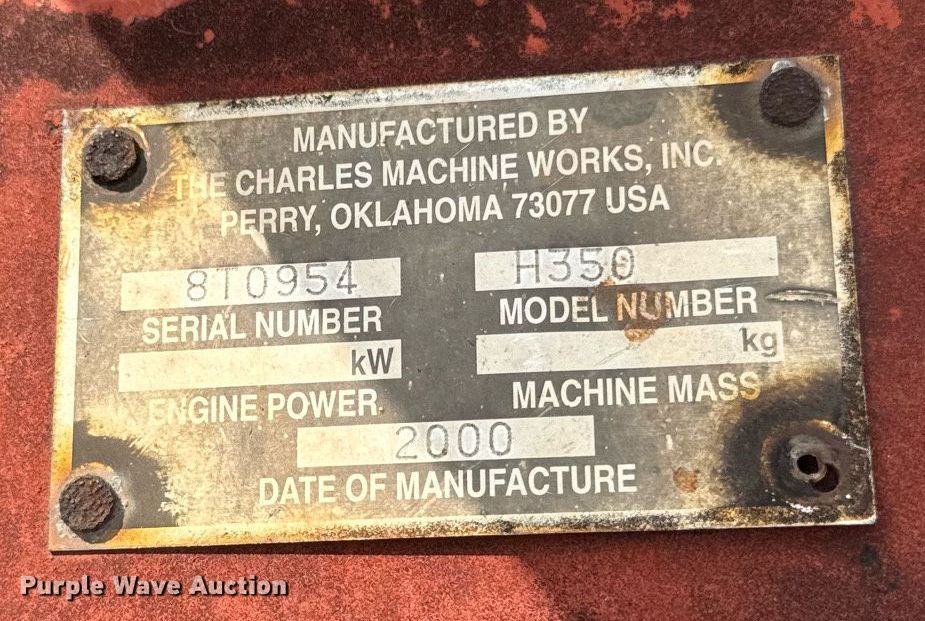 MANUFACTURED BY
THE CHARLES MACHINE WORKS, INC.
PERRY, OKLAHOMA 73077 USA
8T0954 H350
SERIAL NUMBER MODEL NUMBER
kW kg
ENGINE POWER MACHINE MASS
2000
DATE OF MANUFACTURE
Purple Wave Auction